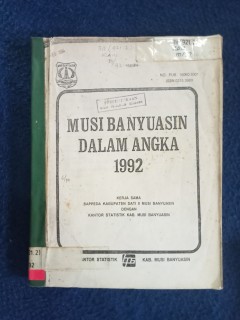 MUSI BANYUASIN
DALAM ANGKA
1992
KERJA SAMA
BAPPEDA KABUPATEN DATI II MUSI BANYUASIN
DENGAN
KANTOR STATISTIK KAB. MUSI BANYUASIN
KANTOR STATISTIK
KAB. MUSI BANYUASIN